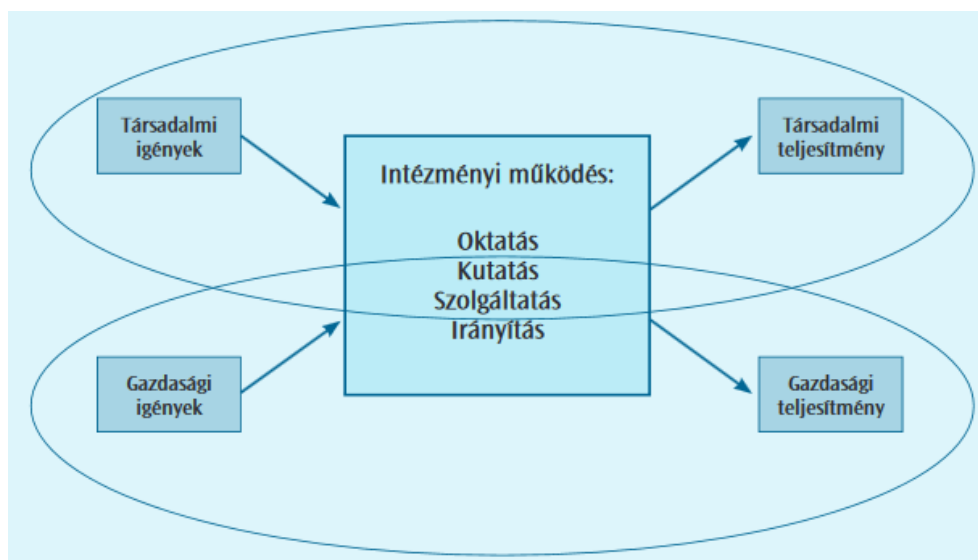 Társadalmi
igények
Társadalmi
teljesítmény
Intézményi működés:
Oktatás
Kutatás
Szolgáltatás
Irányítás
Gazdasági
igények
Gazdasági
teljesítmény